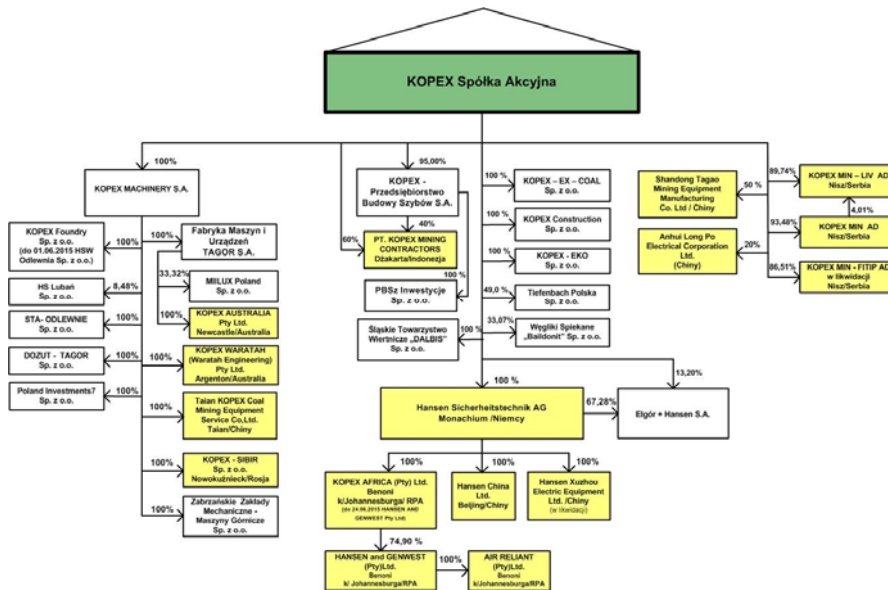 KOPEX Spółka Akcyjna
100%
KOPEX MACHINERY S.A.
95,00%
KOPEX -
Przedsiębiorstwo
Budowy Szybów S.A.
40%
60%
PT. KOPEX MINING
CONTRACTORS
Dżakarta/Indonezja
100 %
PBSz Inwestycje
Sp. z o.o.
100 %
KOPEX – EX – COAL
Sp. z o.o.
100 %
KOPEX Construction
Sp. z o.o.
100 %
KOPEX - EKO
Sp. z o.o.
49,0 %
Tiefenbach Polska
Sp. z o.o.
33,07%
Węgliki Spiekane
„Baildonit” Sp. z o.o.
100 %
Śląskie Towarzystwo
Wiertnicze „DALBIS”
Sp. z o.o.
Shandong Tagao
Mining Equipment
Manufacturing
Co. Ltd / Chiny
50 %
Anhui Long Po
Electrical Corporation
Ltd.
(Chiny)
20%
89,74%
KOPEX MIN – LIV AD
Nisz/Serbia
4,01%
93,48%
KOPEX MIN AD
Nisz/Serbia
86,51%
KOPEX MIN - FITIP AD
w likwidacji
Nisz/Serbia
KOPEX Foundry
Sp. z o.o.
(do 01.06.2015 HSW
Odlewnia Sp. z o.o.)
100%
HS Lubań
Sp. z o.o.
8,48%
STA- ODLEWNIE
Sp. z o.o.
100%
DOZUT - TAGOR
Sp. z o.o.
100%
Poland Investments7
Sp. z o.o.
100%
100%
Fabryka Maszyn i
Urządzeń
TAGOR S.A.
33,32%
MIILUX Poland
Sp. z o.o.
100%
KOPEX AUSTRALIA
Pty Ltd.
Newcastle/Australia
100%
KOPEX WARATAH
(Waratah Engineering)
Pty Ltd.
Argenton/Australia
100%
Taian KOPEX Coal
Mining Equipment
Service Co,Ltd.
Taian/Chiny
100%
KOPEX - SIBIR
Sp. z o.o.
Nowokuźnieck/Rosja
100%
Zabrzańskie Zakłady
Mechaniczne -
Maszyny Górnicze
Sp. z o.o.
100 %
Hansen Sicherheitstechnik AG
Monachium /Niemcy
67,28%
13,20%
Elgór + Hansen S.A.
100%
KOPEX AFRICA (Pty) Ltd.
Benoni
k/Johannesburga/ RPA
(do 24.06.2015 HANSEN AND
GENWEST Pty Ltd)
100%
Hansen China
Ltd.
Beijing/Chiny
100%
Hansen Xuzhou
Electric Equipment
Ltd. /Chiny
(w likwidacji)
74,90 %
HANSEN and GENWEST
(Pty)Ltd.
Benoni
k/ Johannesburga/RPA
100%
AIR RELIANT
(Pty)Ltd.
Benoni
k/Johannesburga/RPA